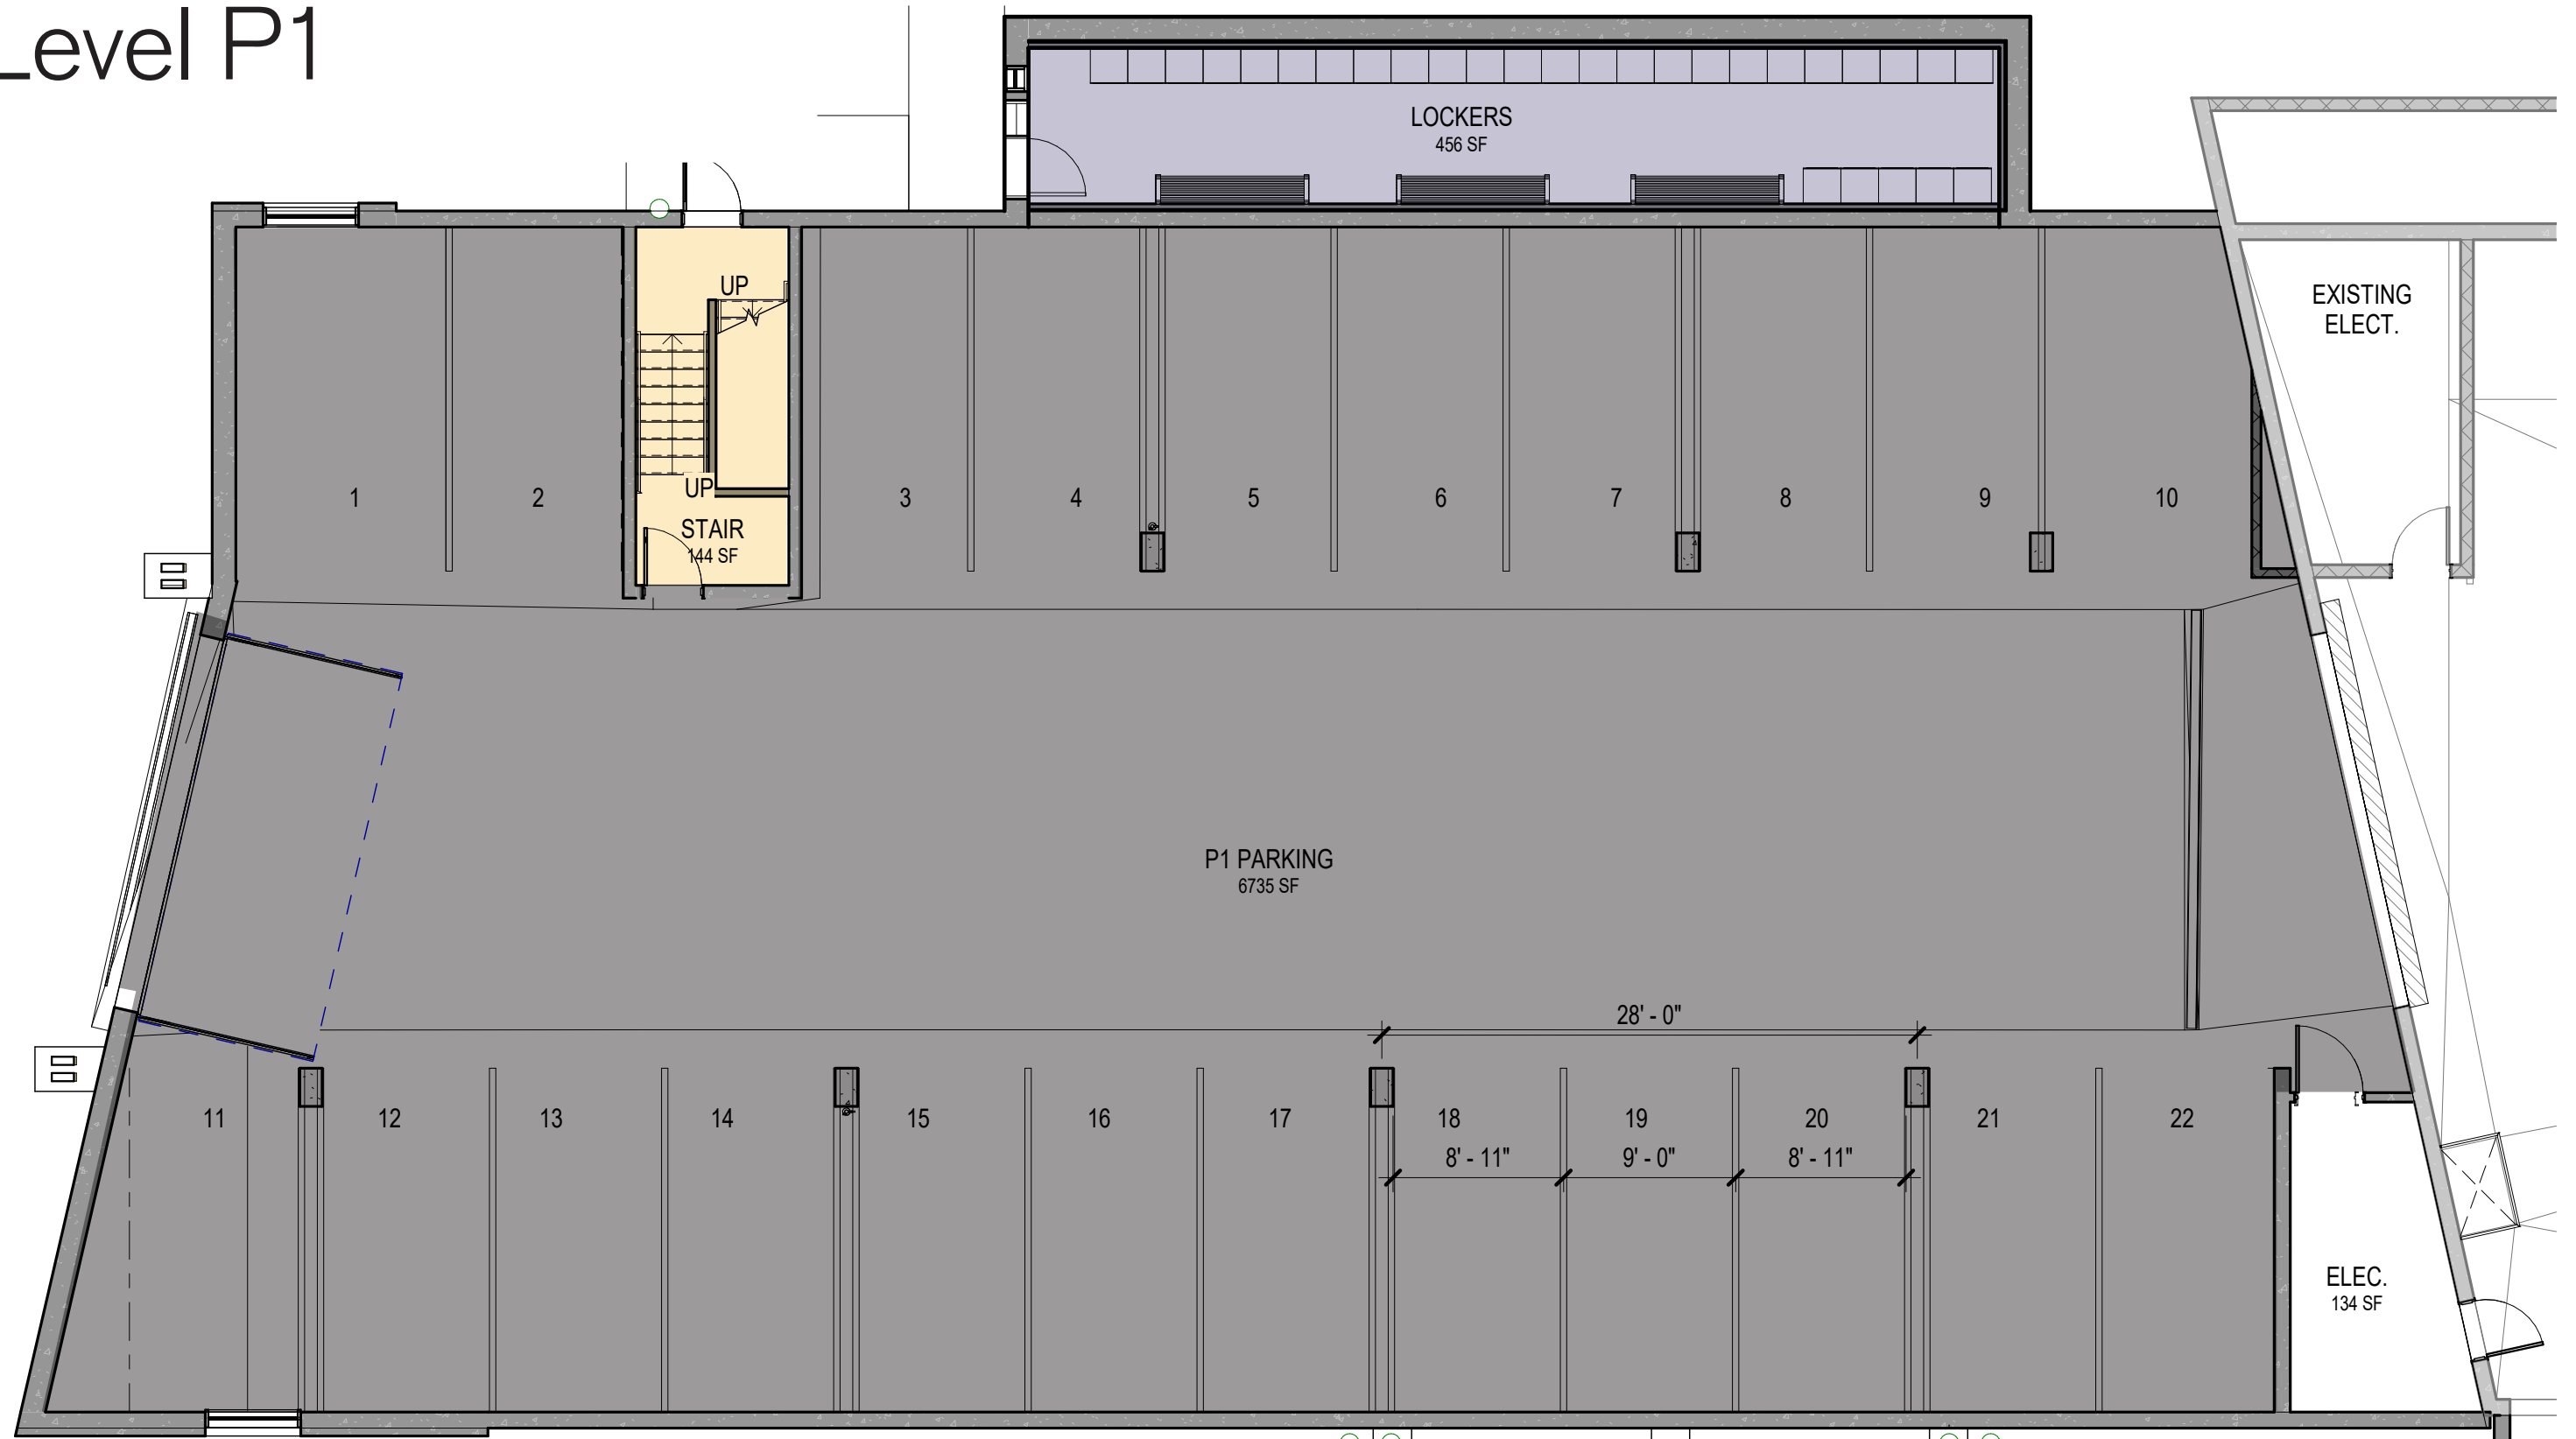 Level P1
LOCKERS
456 SF
UP
EXISTING
ELECT.
1
2
UP
3
4
5
6
7
8
9
10
STAIR
144 SF
P1 PARKING
6735 SF
28' - 0"
11
12
13
14
15
16
17
18
19
20
21
22
8' - 11"
9' - 0"
8' - 11"
ELEC.
134 SF